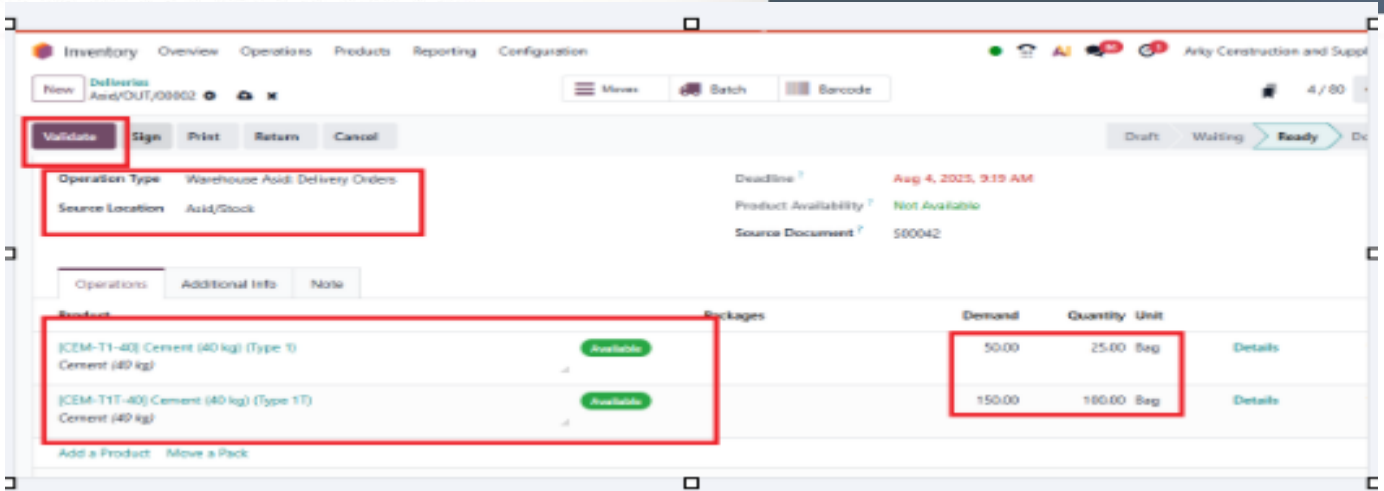 Inventory Overview Operations Products Reporting Configuration
Arky Construction and Suppl
New Deliveries
Asid/OUT/00002
Moves Batch Barcode
4 / 80
Validate Sign Print Return Cancel
Draft Waiting Ready Do
Operation Type Warehouse Asid: Delivery Orders
Deadline ? Aug 4, 2025, 9:19 AM
Source Location Asid/Stock
Product Availability ? Not Available
Source Document ? S00042
Operations Additional Info Note
Product Packages Demand Quantity Unit
[CEM-T1-40] Cement (40 kg) (Type 1) Available 50.00 25.00 Bag Details
Cement (40 kg)
[CEM-T1T-40] Cement (40 kg) (Type 1T) Available 150.00 100.00 Bag Details
Cement (40 kg)
Add a Product Move a Pack